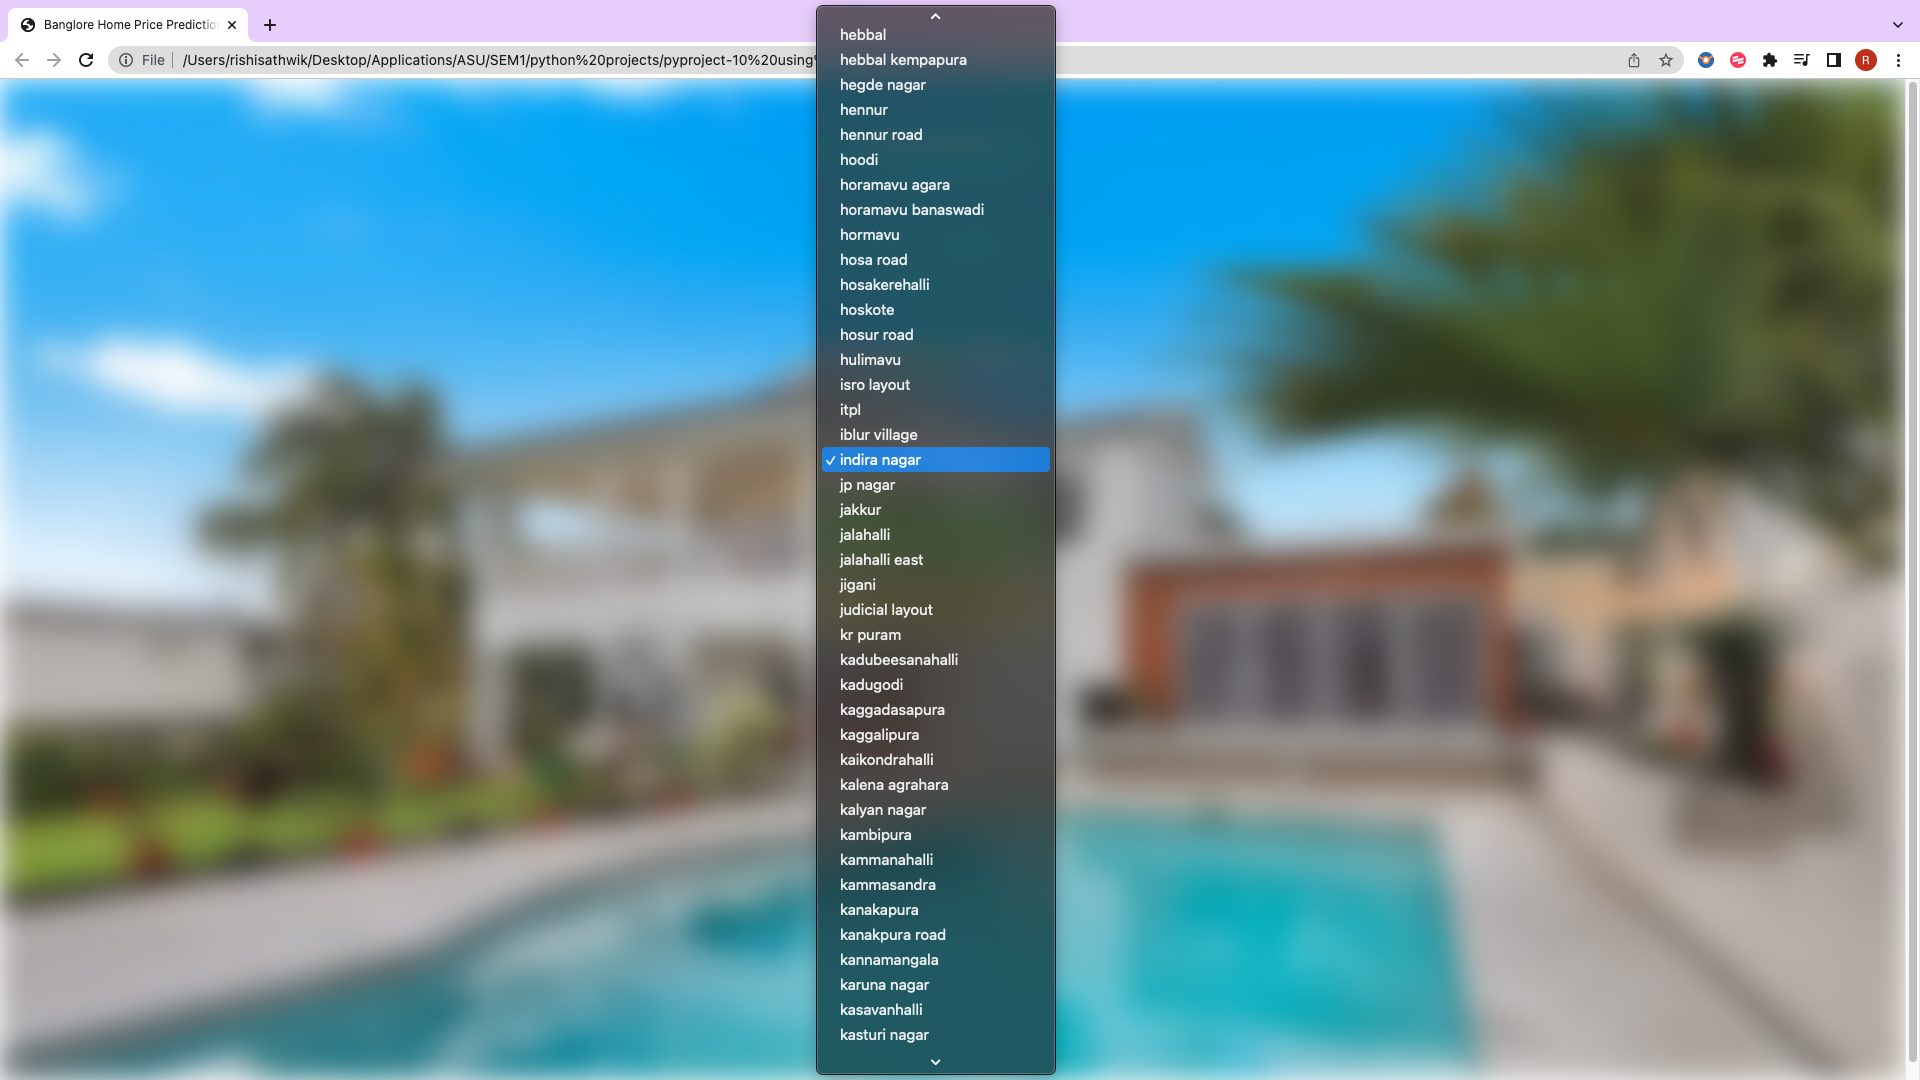 Banglore Home Price Prediction
File
/Users/rishisathwik/Desktop/Applications/ASU/SEM1/python%20projects/pyproject-10%20using%
R
hebbal
hebbal kempapura
hegde nagar
hennur
hennur road
hoodi
horamavu agara
horamavu banaswadi
hormavu
hosa road
hosakerehalli
hoskote
hosur road
hulimavu
isro layout
itpl
iblur village
✓ indira nagar
jp nagar
jakkur
jalahalli
jalahalli east
jigani
judicial layout
kr puram
kadubeesanahalli
kadugodi
kaggadasapura
kaggalipura
kaikondrahalli
kalena agrahara
kalyan nagar
kambipura
kammanahalli
kammasandra
kanakapura
kanakpura road
kannamangala
karuna nagar
kasavanhalli
kasturi nagar